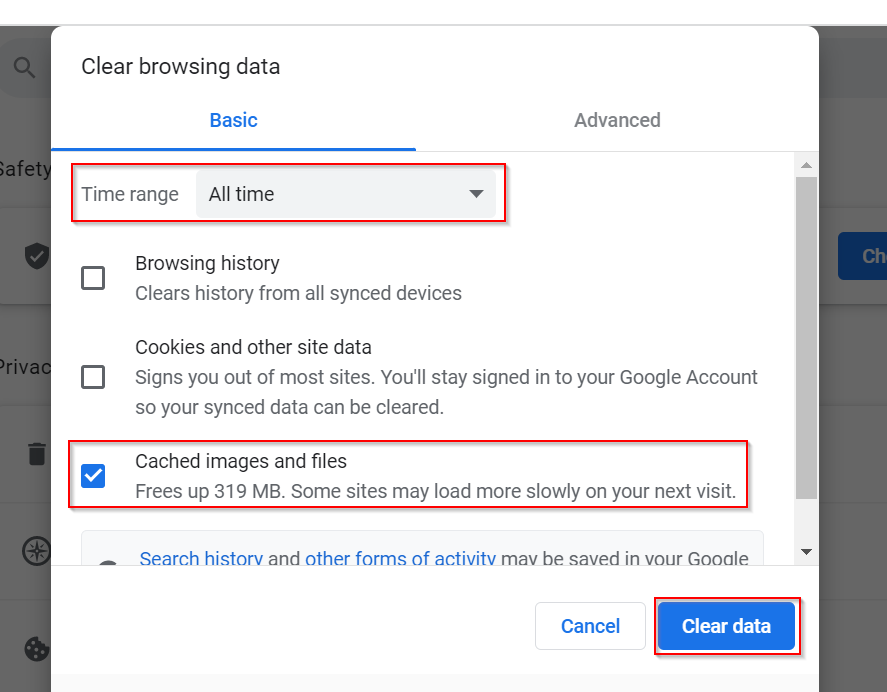 Clear browsing data
Basic
Advanced
Safety
Time range
All time
Browsing history
Clears history from all synced devices
Che
Cookies and other site data
Signs you out of most sites. You'll stay signed in to your Google Account
so your synced data can be cleared.
Privac
Cached images and files
Frees up 319 MB. Some sites may load more slowly on your next visit.
Search history and other forms of activity may be saved in your Google
Cancel
Clear data